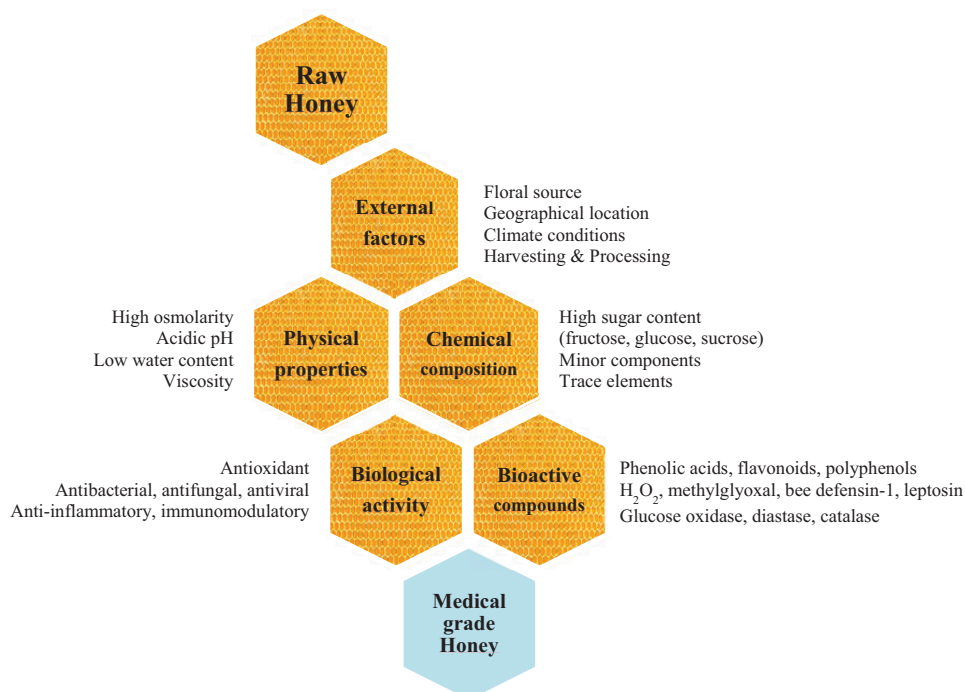 Raw
Honey
External
factors
Floral source
Geographical location
Climate conditions
Harvesting & Processing
High osmolarity
Acidic pH
Low water content
Viscosity
Physical
properties
Chemical
composition
High sugar content
(fructose, glucose, sucrose)
Minor components
Trace elements
Antioxidant
Antibacterial, antifungal, antiviral
Anti-inflammatory, immunomodulatory
Biological
activity
Bioactive
compounds
Phenolic acids, flavonoids, polyphenols
H₂O₂, methylglyoxal, bee defensin-1, leptosin
Glucose oxidase, diastase, catalase
Medical
grade
Honey